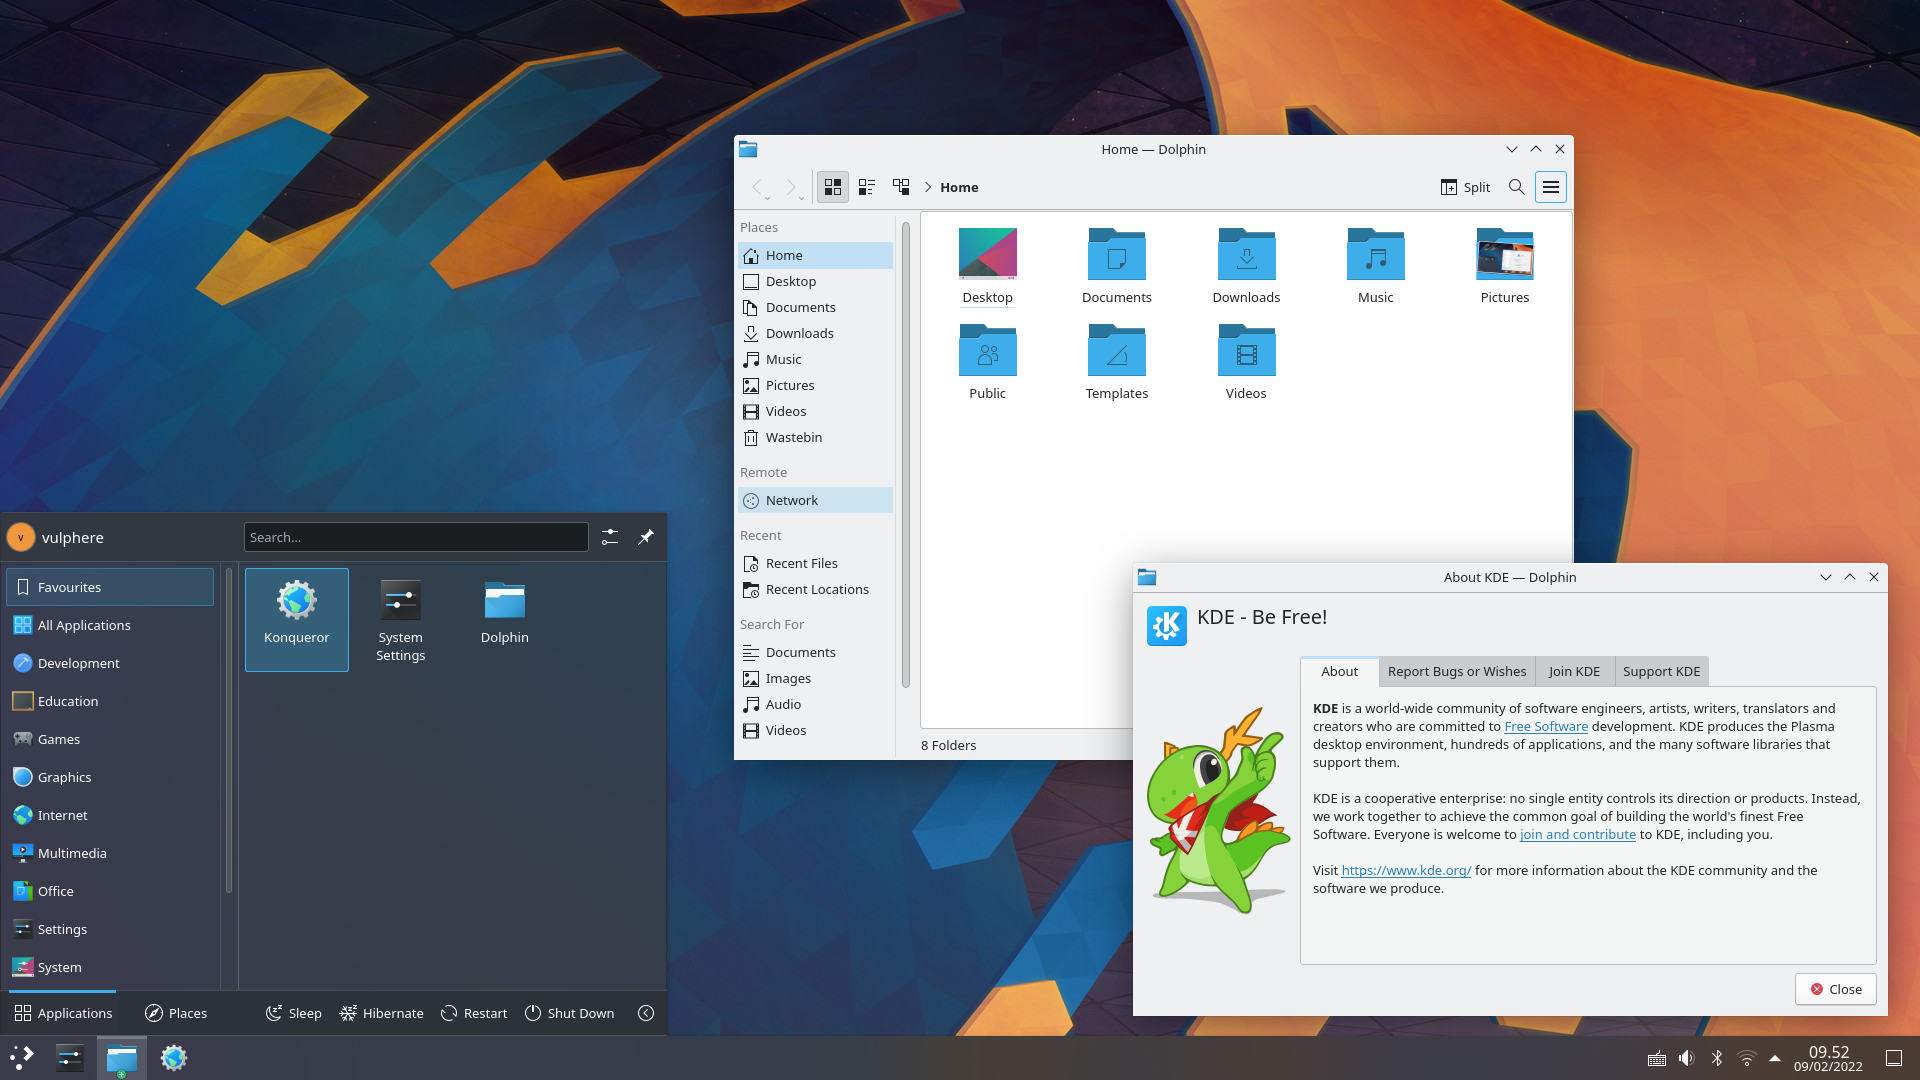 Home — Dolphin
Home
Split
Places
Home
Desktop
Documents
Downloads
Music
Pictures
Videos
Wastebin
Remote
Network
Recent
Recent Files
Recent Locations
Search For
Documents
Images
Audio
Videos
Desktop
Documents
Downloads
Music
Pictures
Public
Templates
Videos
8 Folders
About KDE — Dolphin
KDE - Be Free!
About
Report Bugs or Wishes
Join KDE
Support KDE
KDE is a world-wide community of software engineers, artists, writers, translators and
creators who are committed to Free Software development. KDE produces the Plasma
desktop environment, hundreds of applications, and the many software libraries that
support them.
KDE is a cooperative enterprise: no single entity controls its direction or products. Instead,
we work together to achieve the common goal of building the world's finest Free
Software. Everyone is welcome to join and contribute to KDE, including you.
Visit https://www.kde.org/ for more information about the KDE community and the
software we produce.
Close
v
vulphere
Search...
Favourites
All Applications
Development
Education
Games
Graphics
Internet
Multimedia
Office
Settings
System
Konqueror
System
Settings
Dolphin
Applications
Places
Sleep
Hibernate
Restart
Shut Down
09.52
09/02/2022